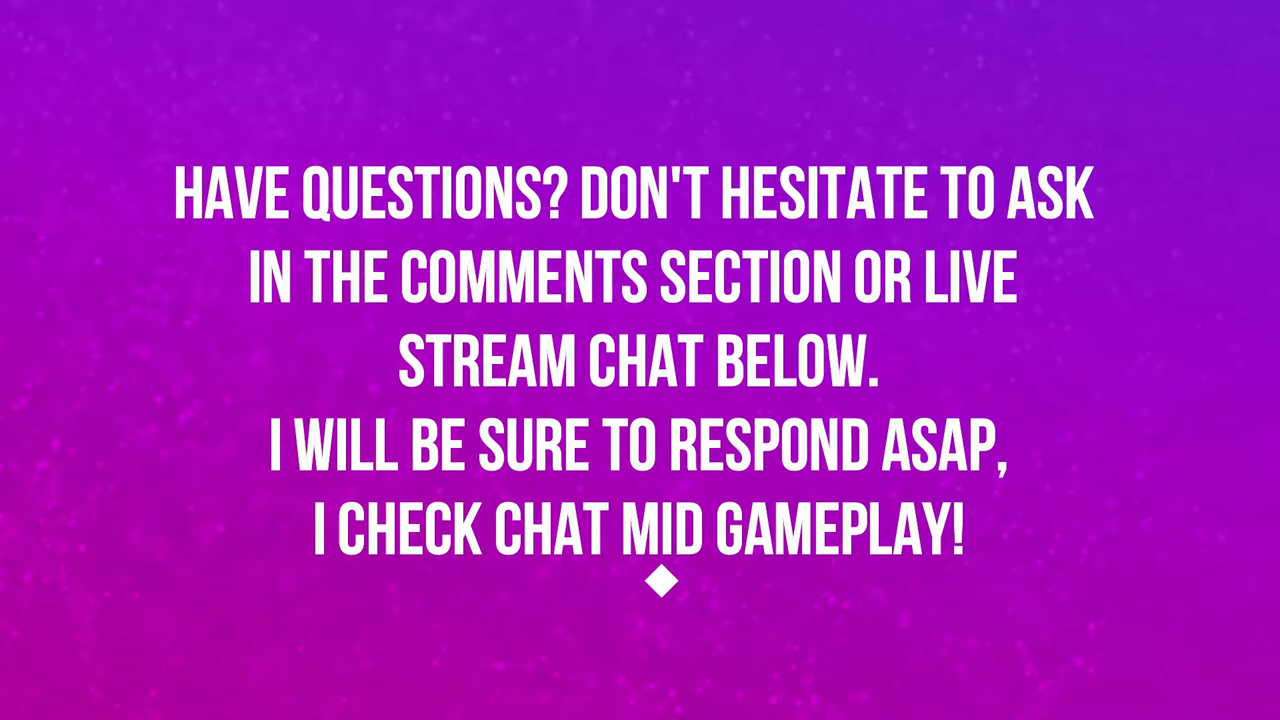 HAVE QUESTIONS? DON'T HESITATE TO ASK
IN THE COMMENTS SECTION OR LIVE
STREAM CHAT BELOW.
I WILL BE SURE TO RESPOND ASAP,
I CHECK CHAT MID GAMEPLAY!